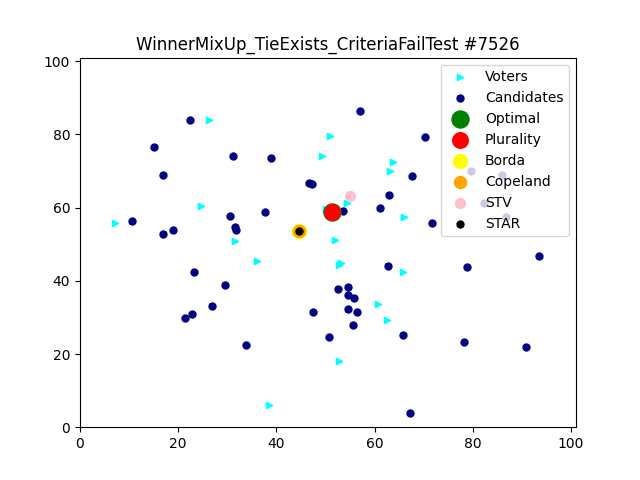 WinnerMixUp_TieExists_CriteriaFailTest #7526
100
80
60
40
20
0
0 20 40 60 80 100
Voters
Candidates
Optimal
Plurality
Borda
Copeland
STV
STAR